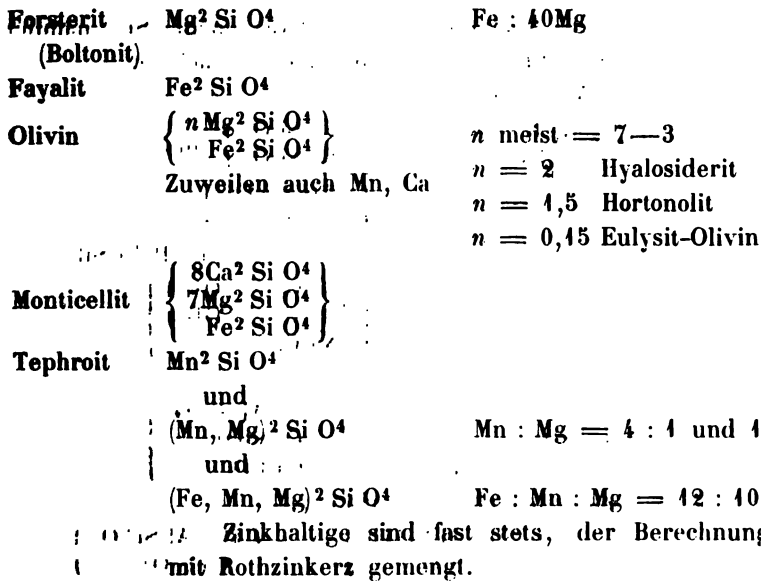 Forsterit Mg² Si O⁴ Fe : 40Mg
(Boltonit)
Fayalit Fe² Si O⁴
Olivin { n Mg² Si O⁴ } n meist = 7—3
Fe² Si O⁴
Zuweilen auch Mn, Ca n = 2 Hyalosiderit
n = 1,5 Hortonolit
n = 0,15 Eulysit-Olivin
8Ca² Si O⁴
Monticellit { 7Mg² Si O⁴ }
Fe² Si O⁴
Tephroit Mn² Si O⁴
und
(Mn, Mg)² Si O⁴ Mn : Mg = 4 : 1 und 1
und
(Fe, Mn, Mg)² Si O⁴ Fe : Mn : Mg = 12 : 10
Zinkhaltige sind fast stets, der Berechnung
mit Rothzinkerz gemengt.